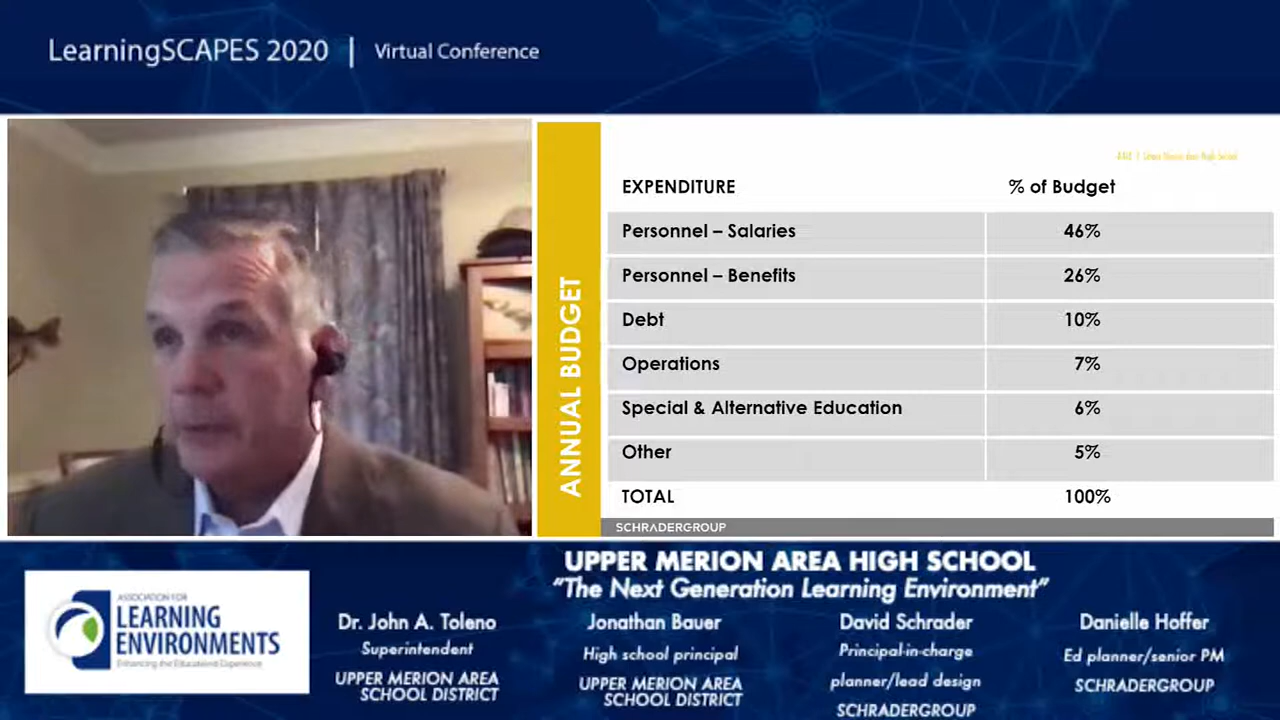 LearningSCAPES 2020 | Virtual Conference
ANNUAL BUDGET
EXPENDITURE % of Budget
Personnel – Salaries 46%
Personnel – Benefits 26%
Debt 10%
Operations 7%
Special & Alternative Education 6%
Other 5%
TOTAL 100%
SCHRADERGROUP
ASSOCIATION FOR
LEARNING
ENVIRONMENTS
Enhancing the Educational Experience
UPPER MERION AREA HIGH SCHOOL
“The Next Generation Learning Environment”
Dr. John A. Toleno
Superintendent
UPPER MERION AREA
SCHOOL DISTRICT
Jonathan Bauer
High school principal
UPPER MERION AREA
SCHOOL DISTRICT
David Schrader
Principal-in-charge
planner/lead design
SCHRADERGROUP
Danielle Hoffer
Ed planner/senior PM
SCHRADERGROUP